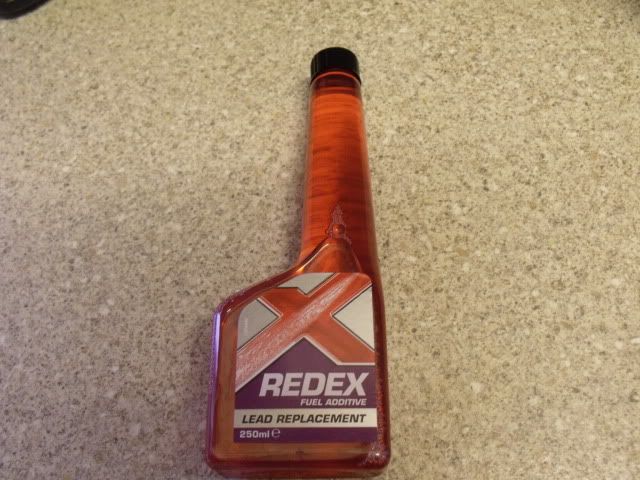 REDEX
FUEL ADDITIVE
LEAD REPLACEMENT
250ml ℮